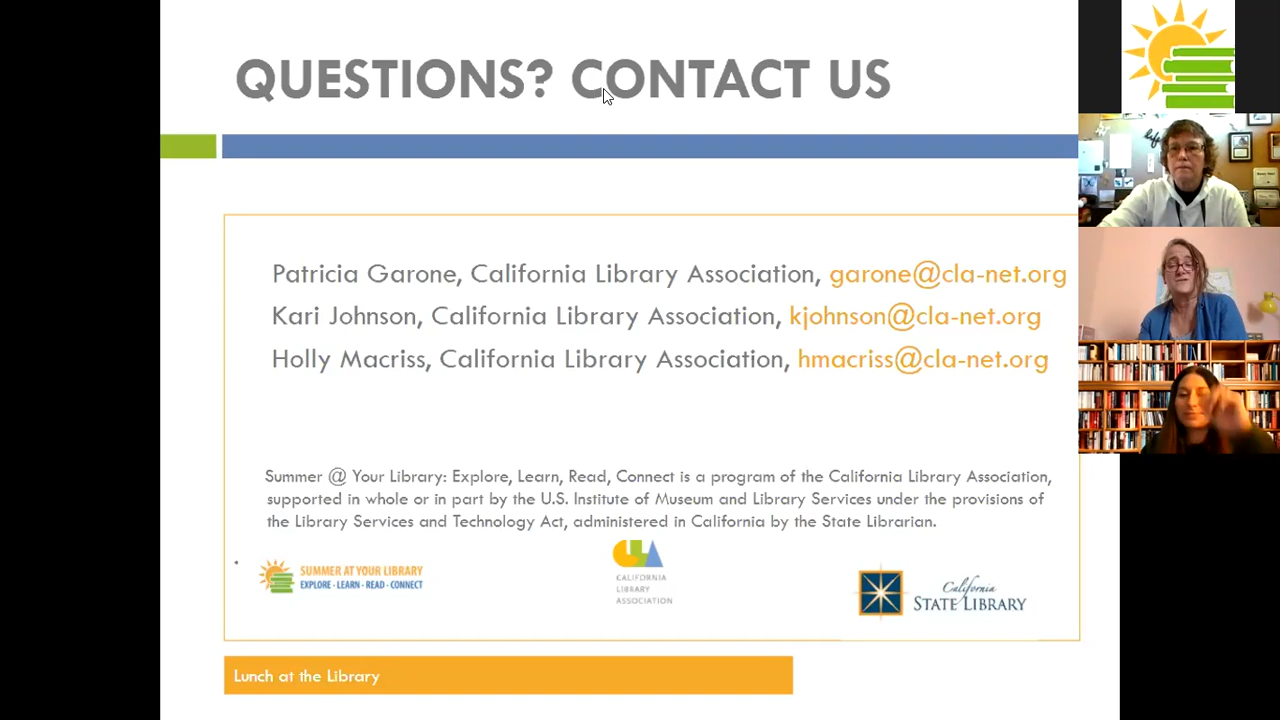 QUESTIONS? CONTACT US
Patricia Garone, California Library Association, garone@cla-net.org
Kari Johnson, California Library Association, kjohnson@cla-net.org
Holly Macriss, California Library Association, hmacriss@cla-net.org
Summer @ Your Library: Explore, Learn, Read, Connect is a program of the California Library Association,
supported in whole or in part by the U.S. Institute of Museum and Library Services under the provisions of
the Library Services and Technology Act, administered in California by the State Librarian.
SUMMER AT YOUR LIBRARY
EXPLORE · LEARN · READ · CONNECT
CLA
CALIFORNIA
LIBRARY
ASSOCIATION
California
STATE LIBRARY
Lunch at the Library